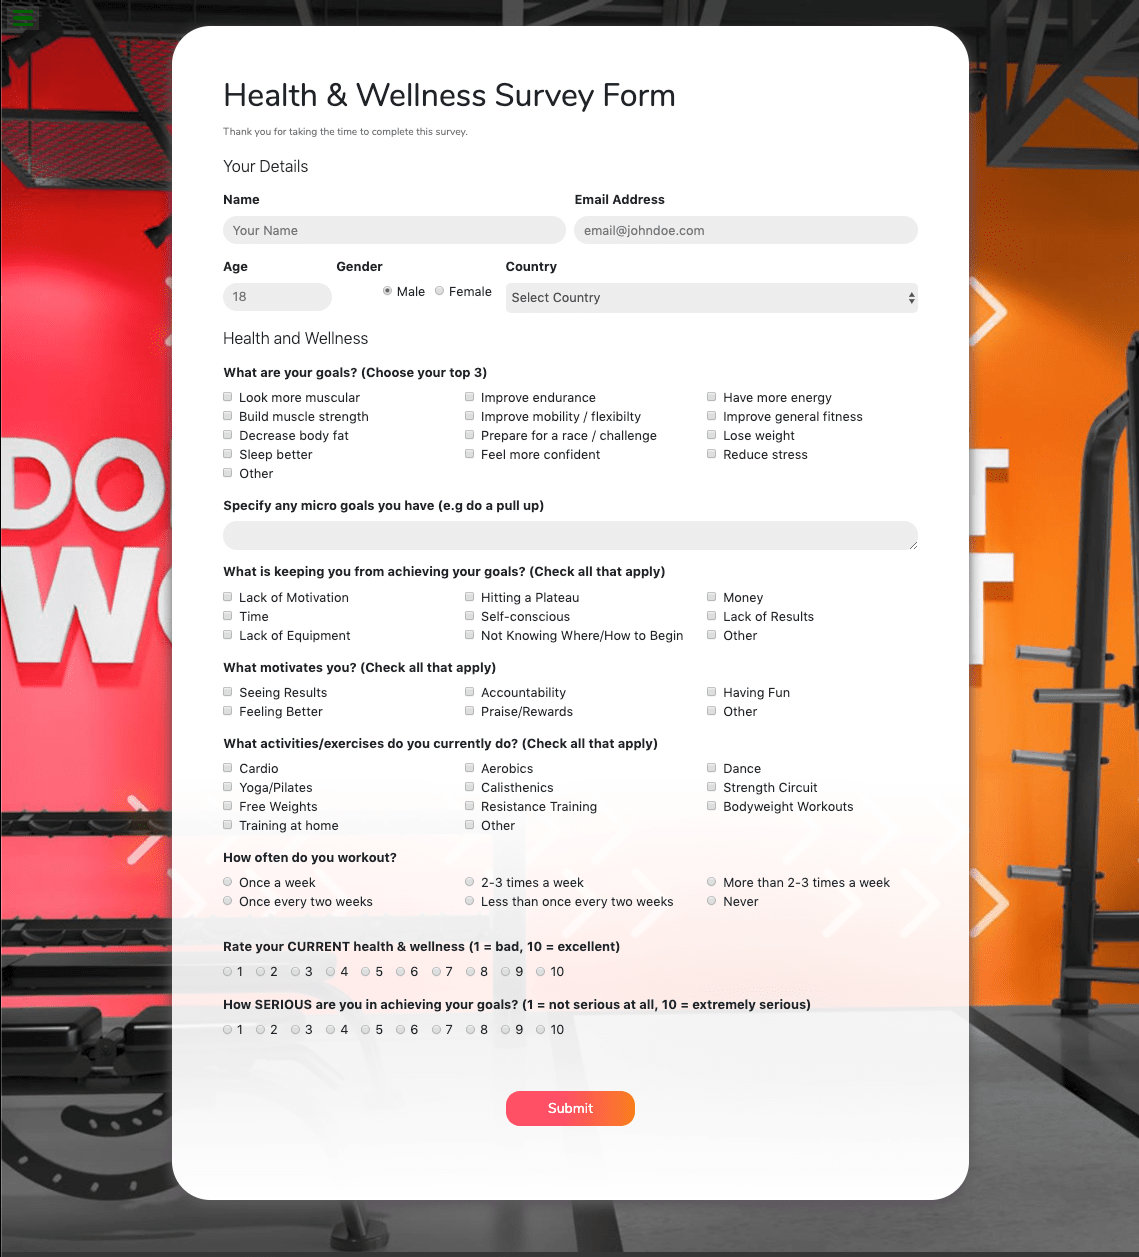 Health & Wellness Survey Form
Thank you for taking the time to complete this survey.
Your Details
Name Email Address
Your Name email@johndoe.com
Age Gender Country
18 Male Female Select Country
Health and Wellness
What are your goals? (Choose your top 3)
Look more muscular Improve endurance Have more energy
Build muscle strength Improve mobility / flexibilty Improve general fitness
Decrease body fat Prepare for a race / challenge Lose weight
Sleep better Feel more confident Reduce stress
Other
Specify any micro goals you have (e.g do a pull up)
What is keeping you from achieving your goals? (Check all that apply)
Lack of Motivation Hitting a Plateau Money
Time Self-conscious Lack of Results
Lack of Equipment Not Knowing Where/How to Begin Other
What motivates you? (Check all that apply)
Seeing Results Accountability Having Fun
Feeling Better Praise/Rewards Other
What activities/exercises do you currently do? (Check all that apply)
Cardio Aerobics Dance
Yoga/Pilates Calisthenics Strength Circuit
Free Weights Resistance Training Bodyweight Workouts
Training at home Other
How often do you workout?
Once a week 2-3 times a week More than 2-3 times a week
Once every two weeks Less than once every two weeks Never
Rate your CURRENT health & wellness (1 = bad, 10 = excellent)
1 2 3 4 5 6 7 8 9 10
How SERIOUS are you in achieving your goals? (1 = not serious at all, 10 = extremely serious)
1 2 3 4 5 6 7 8 9 10
Submit